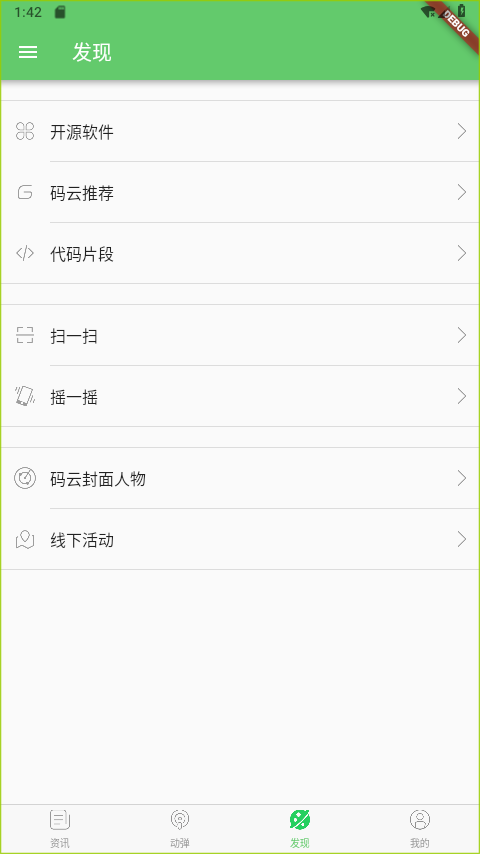 1:42
DEBUG
发现
开源软件
码云推荐
代码片段
扫一扫
摇一摇
码云封面人物
线下活动
资讯
动弹
发现
我的